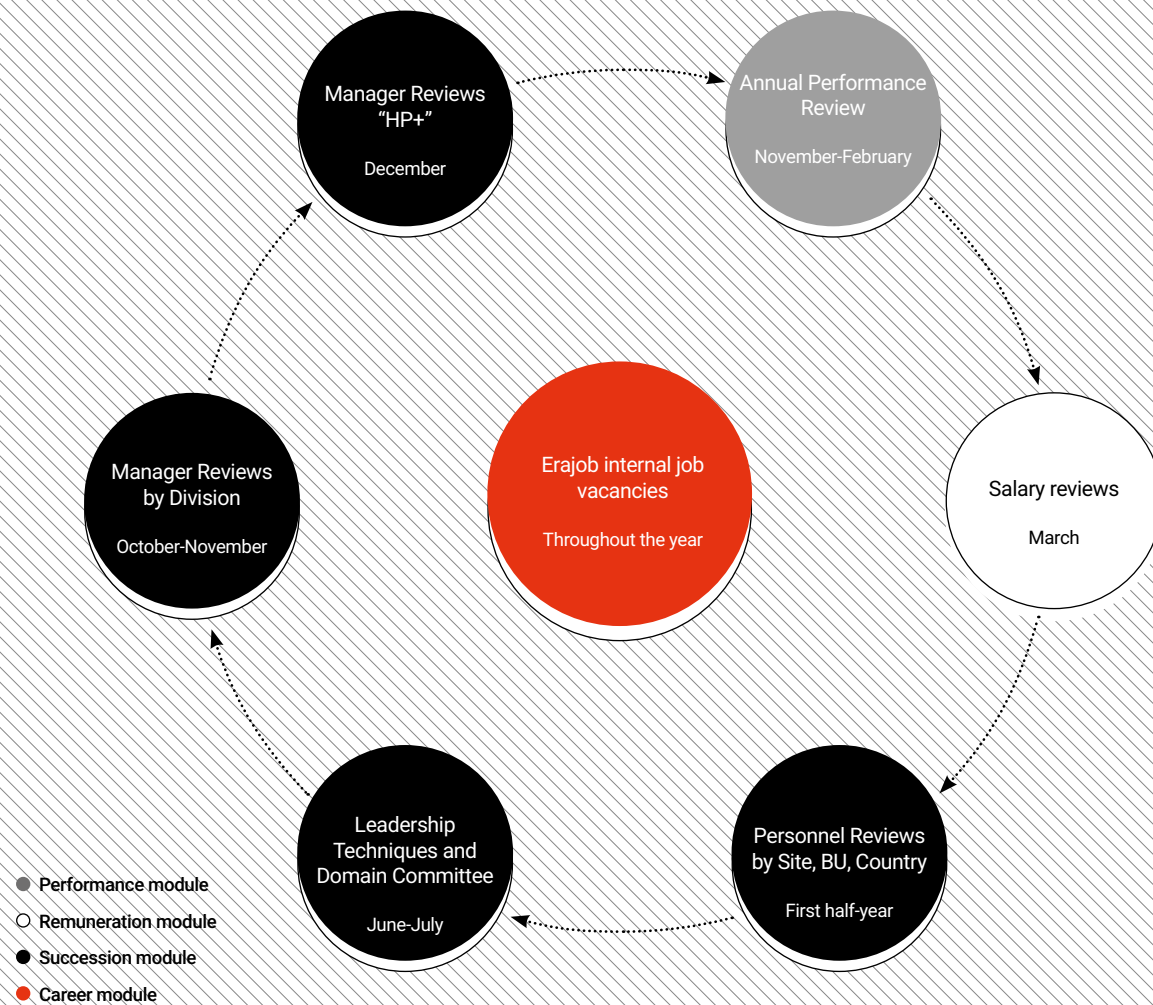 Manager Reviews
“HP+”
December
Annual Performance
Review
November-February
Manager Reviews
by Division
October-November
Erajob internal job
vacancies
Throughout the year
Salary reviews
March
Leadership
Techniques and
Domain Committee
June-July
Personnel Reviews
by Site, BU, Country
First half-year
Performance module
Remuneration module
Succession module
Career module